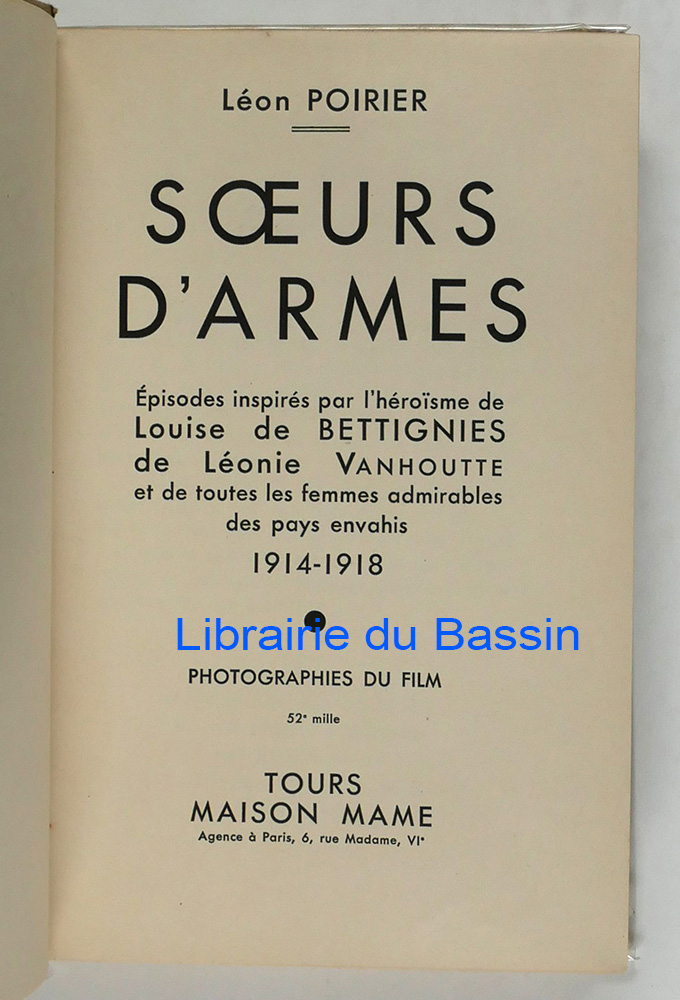 Léon POIRIER
SŒURS
D'ARMES
Épisodes inspirés par l'héroïsme de
Louise de BETTIGNIES
de Léonie VANHOUTTE
et de toutes les femmes admirables
des pays envahis
1914-1918
Librairie du Bassin
PHOTOGRAPHIES DU FILM
52e mille
TOURS
MAISON MAME
Agence à Paris, 6, rue Madame, VIe